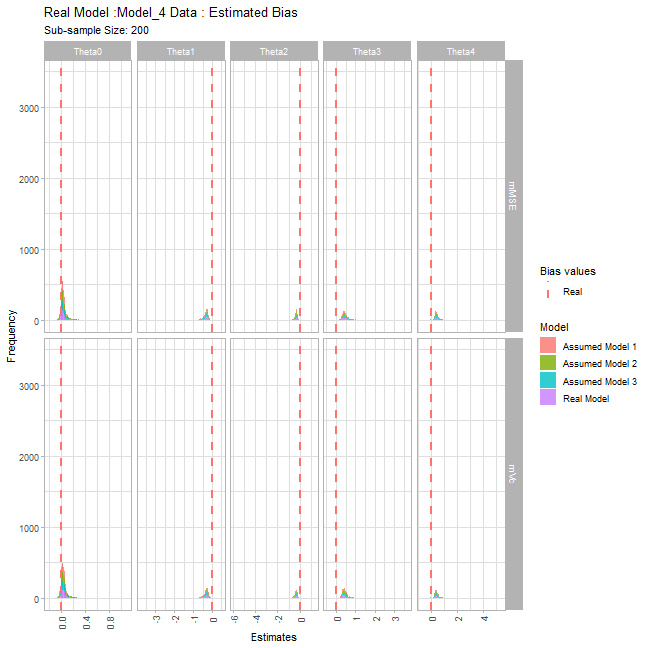 Real Model :Model_4 Data : Estimated Bias
Sub-sample Size: 200
Theta0 Theta1 Theta2 Theta3 Theta4
3000
2000
1000
0
mMSE
3000
2000
1000
0
mVc
Frequency
0.0 0.4 0.8 -3 -2 -1 0 -6 -4 -2 0 0 1 2 3 0 2 4
Estimates
Bias values
Real
Model
Assumed Model 1
Assumed Model 2
Assumed Model 3
Real Model